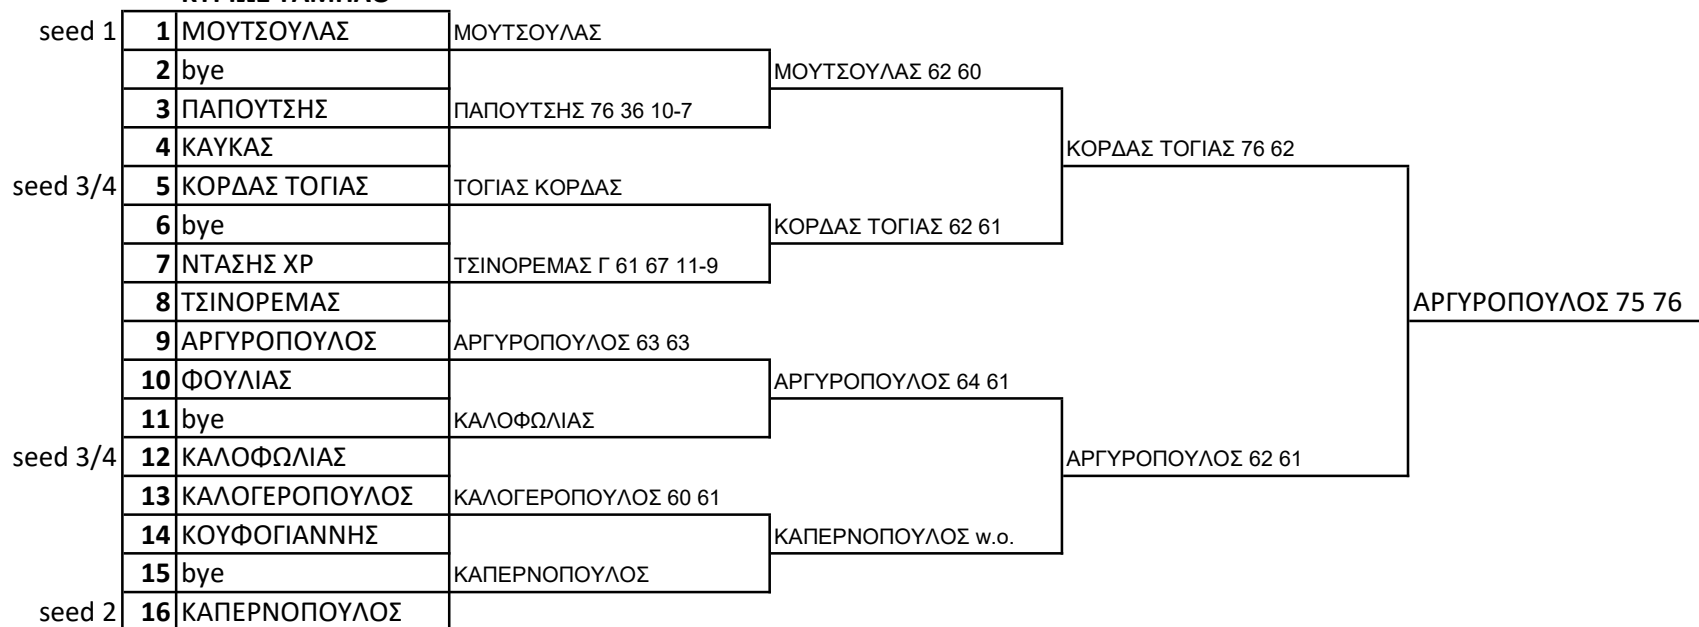 seed 1 1 ΜΟΥΤΣΟΥΛΑΣ ΜΟΥΤΣΟΥΛΑΣ
2 bye ΜΟΥΤΣΟΥΛΑΣ 62 60
3 ΠΑΠΟΥΤΣΗΣ ΠΑΠΟΥΤΣΗΣ 76 36 10-7
4 ΚΑΥΚΑΣ ΚΟΡΔΑΣ ΤΟΓΙΑΣ 76 62
seed 3/4 5 ΚΟΡΔΑΣ ΤΟΓΙΑΣ ΤΟΓΙΑΣ ΚΟΡΔΑΣ
6 bye ΚΟΡΔΑΣ ΤΟΓΙΑΣ 62 61
7 ΝΤΑΣΗΣ ΧΡ ΤΣΙΝΟΡΕΜΑΣ Γ 61 67 11-9
8 ΤΣΙΝΟΡΕΜΑΣ ΑΡΓΥΡΟΠΟΥΛΟΣ 75 76
9 ΑΡΓΥΡΟΠΟΥΛΟΣ ΑΡΓΥΡΟΠΟΥΛΟΣ 63 63
10 ΦΟΥΛΙΑΣ ΑΡΓΥΡΟΠΟΥΛΟΣ 64 61
11 bye ΚΑΛΟΦΩΛΙΑΣ
seed 3/4 12 ΚΑΛΟΦΩΛΙΑΣ ΑΡΓΥΡΟΠΟΥΛΟΣ 62 61
13 ΚΑΛΟΓΕΡΟΠΟΥΛΟΣ ΚΑΛΟΓΕΡΟΠΟΥΛΟΣ 60 61
14 ΚΟΥΦΟΓΙΑΝΝΗΣ ΚΑΠΕΡΝΟΠΟΥΛΟΣ w.o.
15 bye ΚΑΠΕΡΝΟΠΟΥΛΟΣ
seed 2 16 ΚΑΠΕΡΝΟΠΟΥΛΟΣ